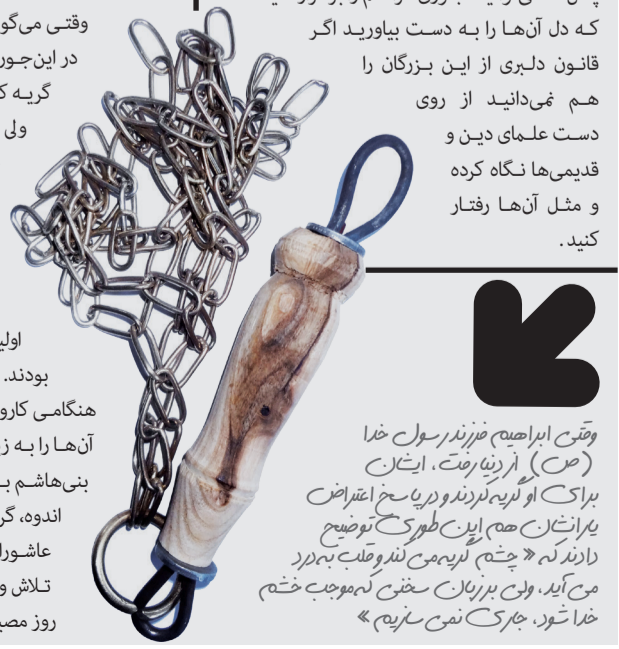 که دل آن‌ها را به دست بیاورید اگر
قانون دلبری از این بزرگان را
هم نمی‌دانید از روی
دست علمای دین و
قدیمی‌ها نگاه کرده
و مثل آن‌ها رفتار
کنید.
وقتی ابراهیم فرزند رسول خدا
(ص) از دنیا رفت، ایشان
برای او گریه کردند و در پاسخ اعتراض
یارانشان هم این طوری توضیح
دادند که « چشم گریه می کند و قلب به درد
می آید، ولی بر زبان سخنی که موجب خشم
خدا شود، جاری نمی سازیم »
وقتی می‌گو
در این‌جور
گریه ک
ولی
اولی
بودند.
هنگامی کارو
آن‌ها را به ز
بنی‌هاشم ب
اندوه، گر
عاشورا
تلاش و
روز مصی